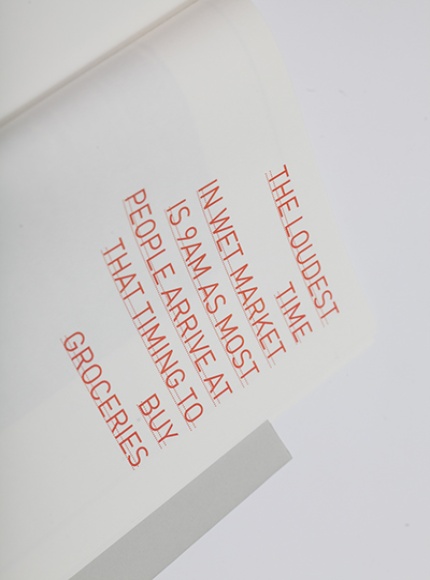 THE LOUDEST
TIME
IN WET MARKET
IS 9AM AS MOST
PEOPLE ARRIVE AT
THAT TIMING TO
BUY
GROCERIES